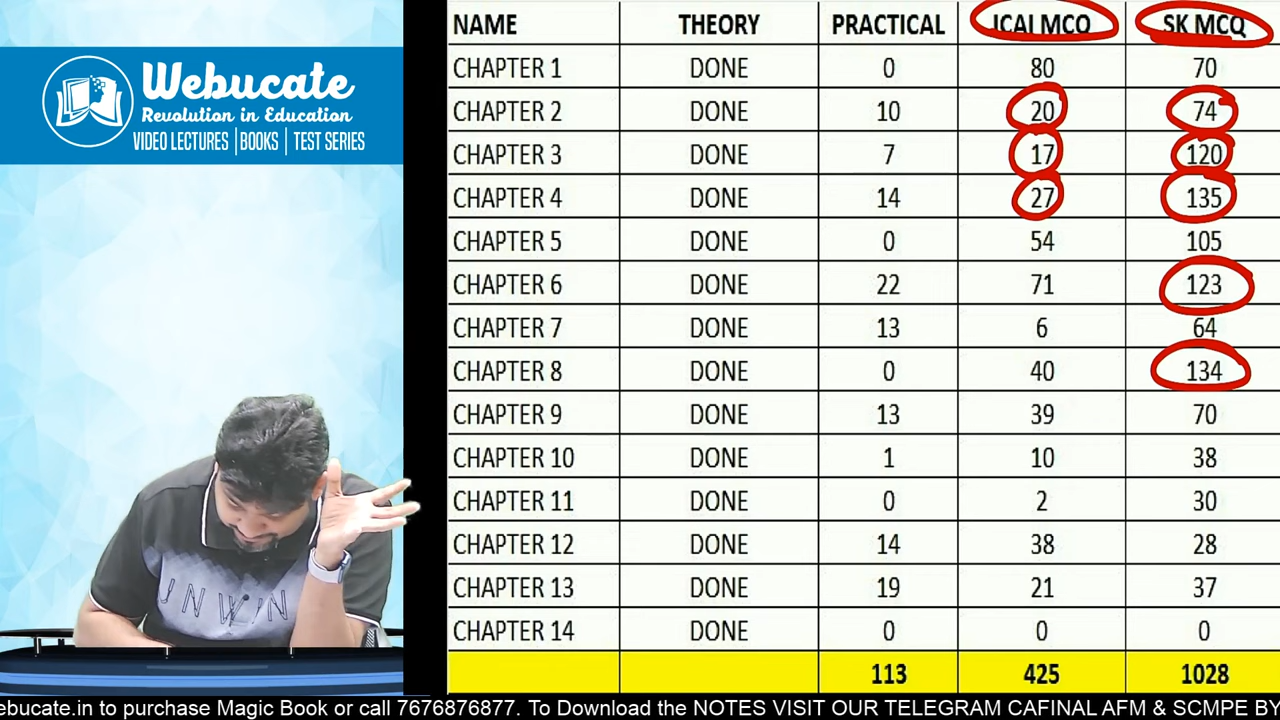 Webucate
Revolution in Education
VIDEO LECTURES | BOOKS | TEST SERIES
UNWIN
NAME THEORY PRACTICAL ICAI MCQ SK MCQ
CHAPTER 1 DONE 0 80 70
CHAPTER 2 DONE 10 20 74
CHAPTER 3 DONE 7 17 120
CHAPTER 4 DONE 14 27 135
CHAPTER 5 DONE 0 54 105
CHAPTER 6 DONE 22 71 123
CHAPTER 7 DONE 13 6 64
CHAPTER 8 DONE 0 40 134
CHAPTER 9 DONE 13 39 70
CHAPTER 10 DONE 1 10 38
CHAPTER 11 DONE 0 2 30
CHAPTER 12 DONE 14 38 28
CHAPTER 13 DONE 19 21 37
CHAPTER 14 DONE 0 0 0
113 425 1028
ebucate.in to purchase Magic Book or call 7676876877. To Download the NOTES VISIT OUR TELEGRAM CAFINAL AFM & SCMPE BY